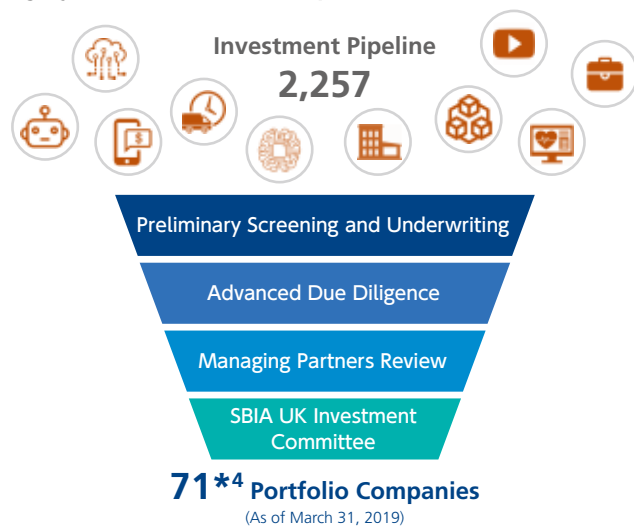 Investment Pipeline
2,257
$
Preliminary Screening and Underwriting
Advanced Due Diligence
Managing Partners Review
SBIA UK Investment
Committee
71*4 Portfolio Companies
(As of March 31, 2019)